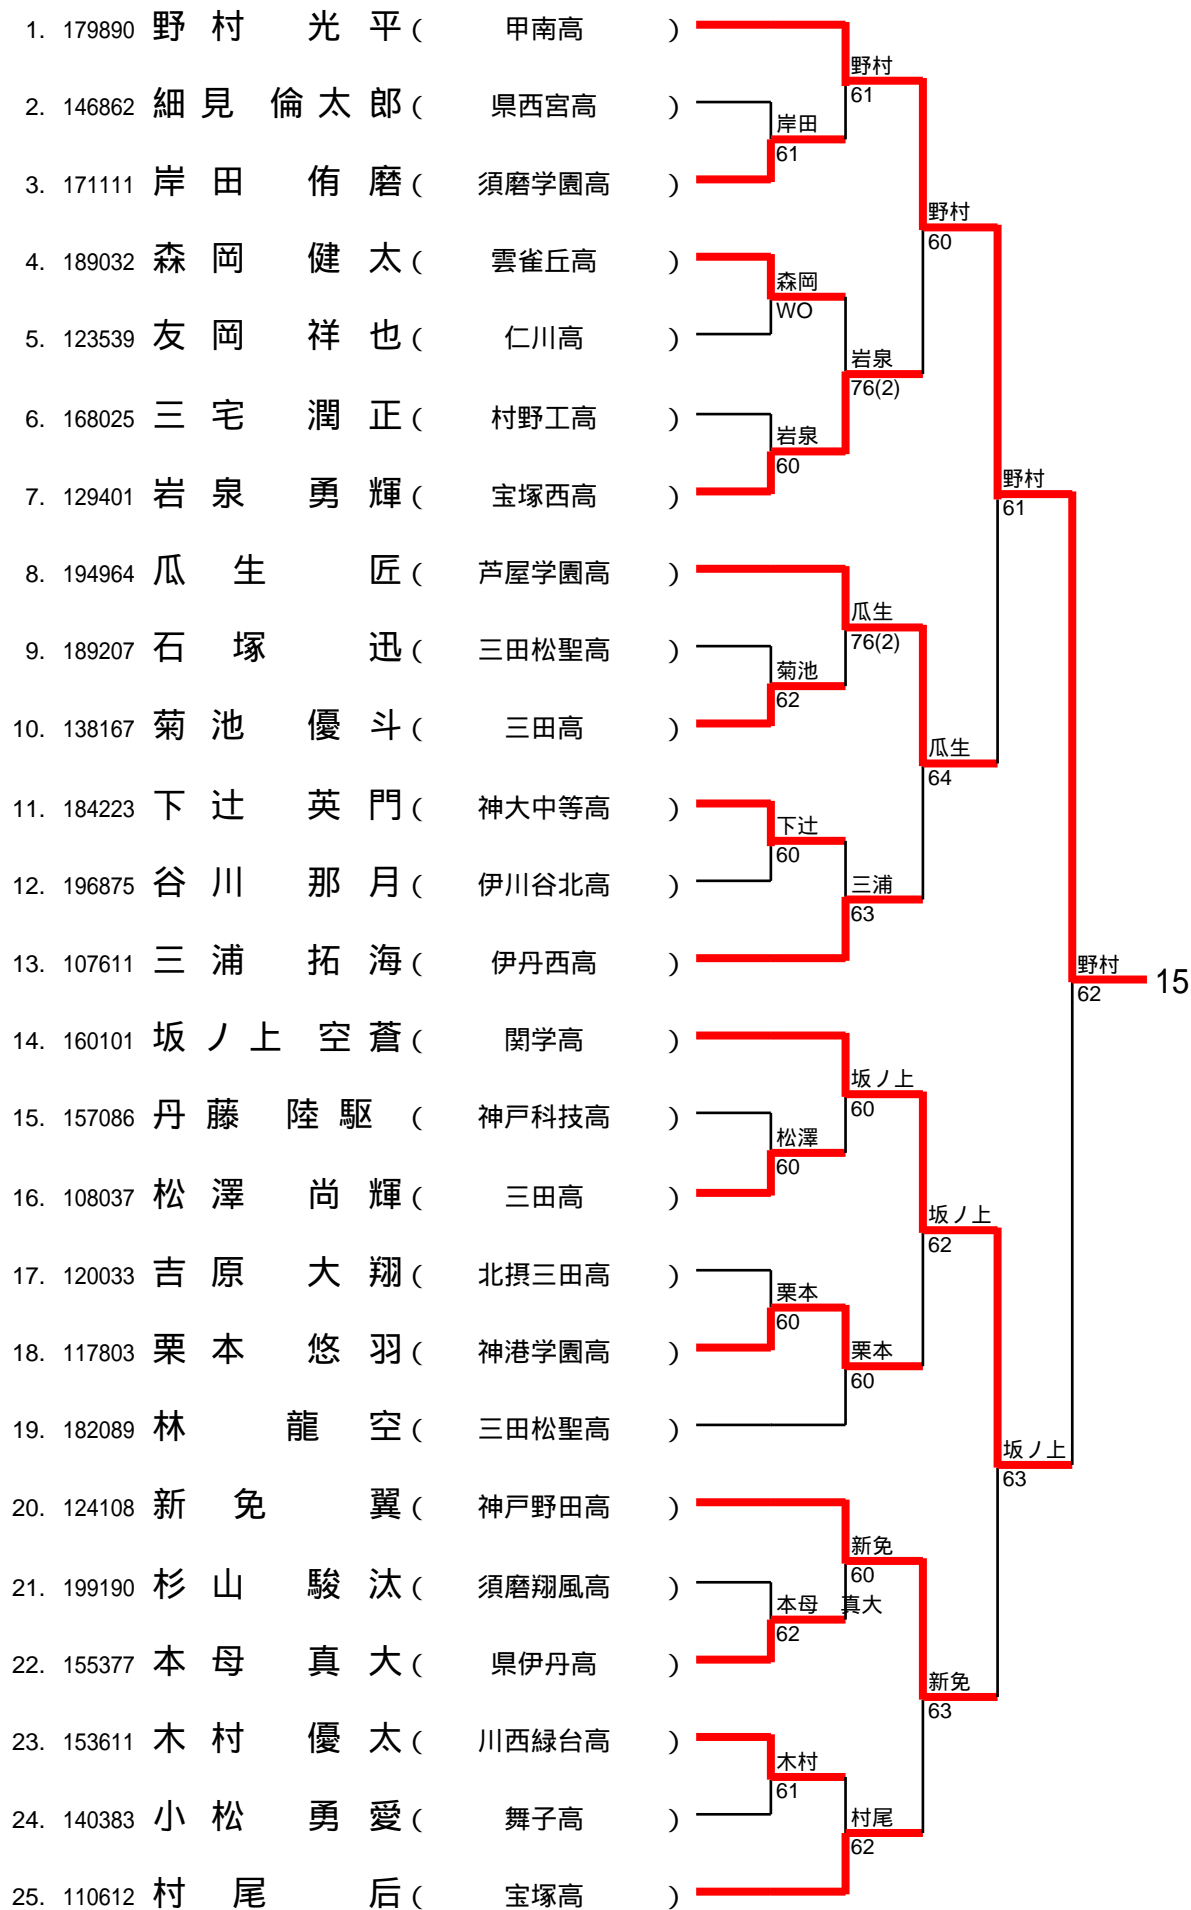 1. 179890 野村 光平 ( 甲南高 )
2. 146862 細見 倫太郎 ( 県西宮高 )
3. 171111 岸田 侑磨 ( 須磨学園高 )
4. 189032 森岡 健太 ( 雲雀丘高 )
5. 123539 友岡 祥也 ( 仁川高 )
6. 168025 三宅 潤正 ( 村野工高 )
7. 129401 岩泉 勇輝 ( 宝塚西高 )
8. 194964 瓜生 匠 ( 芦屋学園高 )
9. 189207 石塚 迅 ( 三田松聖高 )
10. 138167 菊池 優斗 ( 三田高 )
11. 184223 下辻 英門 ( 神大中等高 )
12. 196875 谷川 那月 ( 伊川谷北高 )
13. 107611 三浦 拓海 ( 伊丹西高 )
14. 160101 坂ノ上 空蒼 ( 関学高 )
15. 157086 丹藤 陸駆 ( 神戸科技高 )
16. 108037 松澤 尚輝 ( 三田高 )
17. 120033 吉原 大翔 ( 北摂三田高 )
18. 117803 栗本 悠羽 ( 神港学園高 )
19. 182089 林 龍空 ( 三田松聖高 )
20. 124108 新免 翼 ( 神戸野田高 )
21. 199190 杉山 駿汰 ( 須磨翔風高 )
22. 155377 本母 真大 ( 県伊丹高 )
23. 153611 木村 優太 ( 川西緑台高 )
24. 140383 小松 勇愛 ( 舞子高 )
25. 110612 村尾 后 ( 宝塚高 )
岸田
61
森岡
WO
岩泉
60
菊池
62
下辻
60
松澤
60
栗本
60
本母 真大
62
木村
61
野村
61
岩泉
76(2)
瓜生
76(2)
三浦
63
坂ノ上
60
栗本
60
新免
60
村尾
62
野村
60
瓜生
64
坂ノ上
62
新免
63
野村
61
坂ノ上
63
野村
62
15